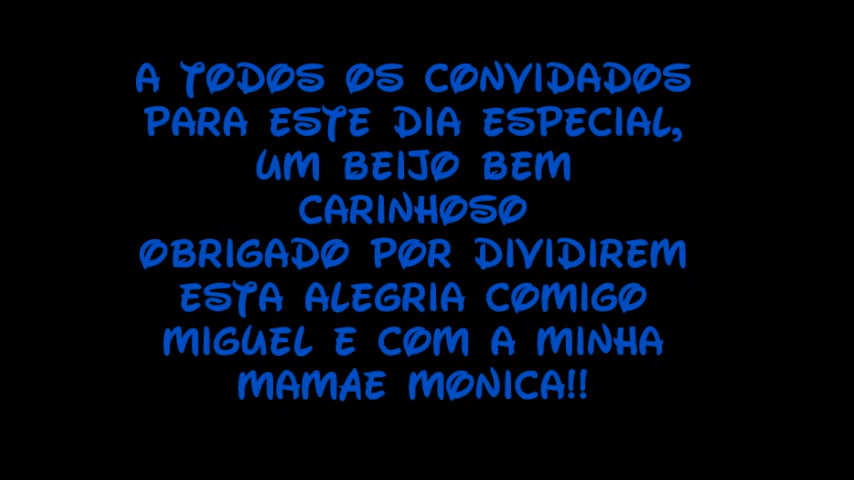 A TODOS OS CONVIDADOS
PARA ESTE DIA ESPECIAL,
UM BEIJO BEM
CARINHOSO
OBRIGADO POR DIVIDIREM
ESTA ALEGRIA COMIGO
MIGUEL E COM A MINHA
MAMAE MONICA!!